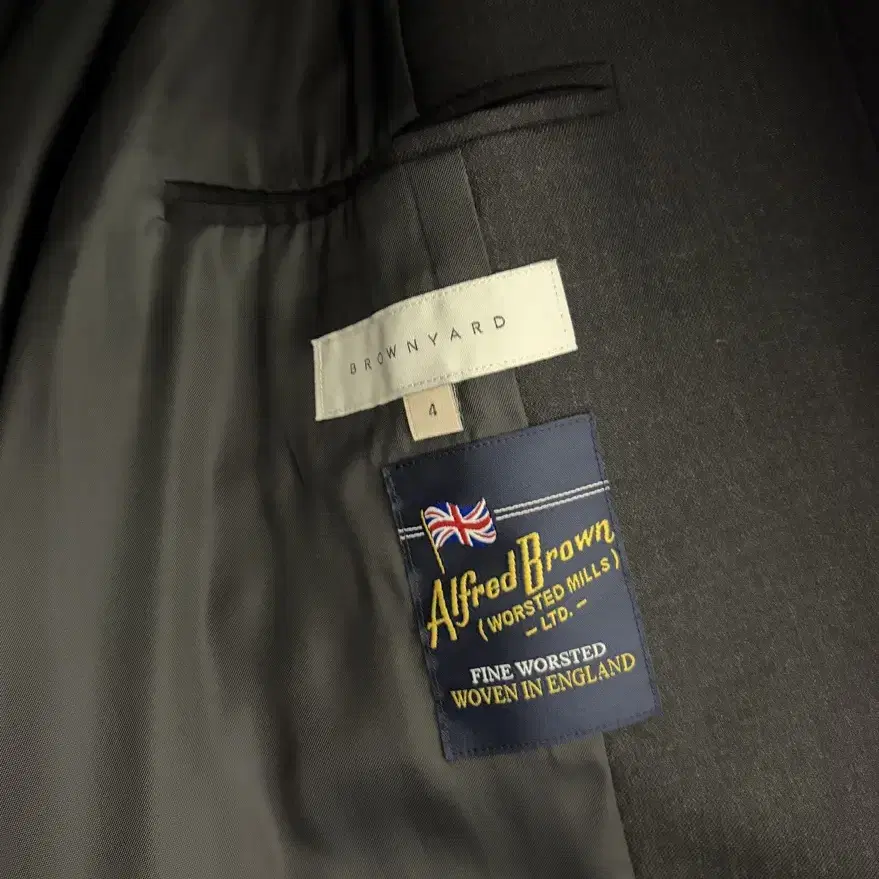 BROWNYARD
4
Alfred Brown
(WORSTED MILLS)
- LTD. -
FINE WORSTED
WOVEN IN ENGLAND